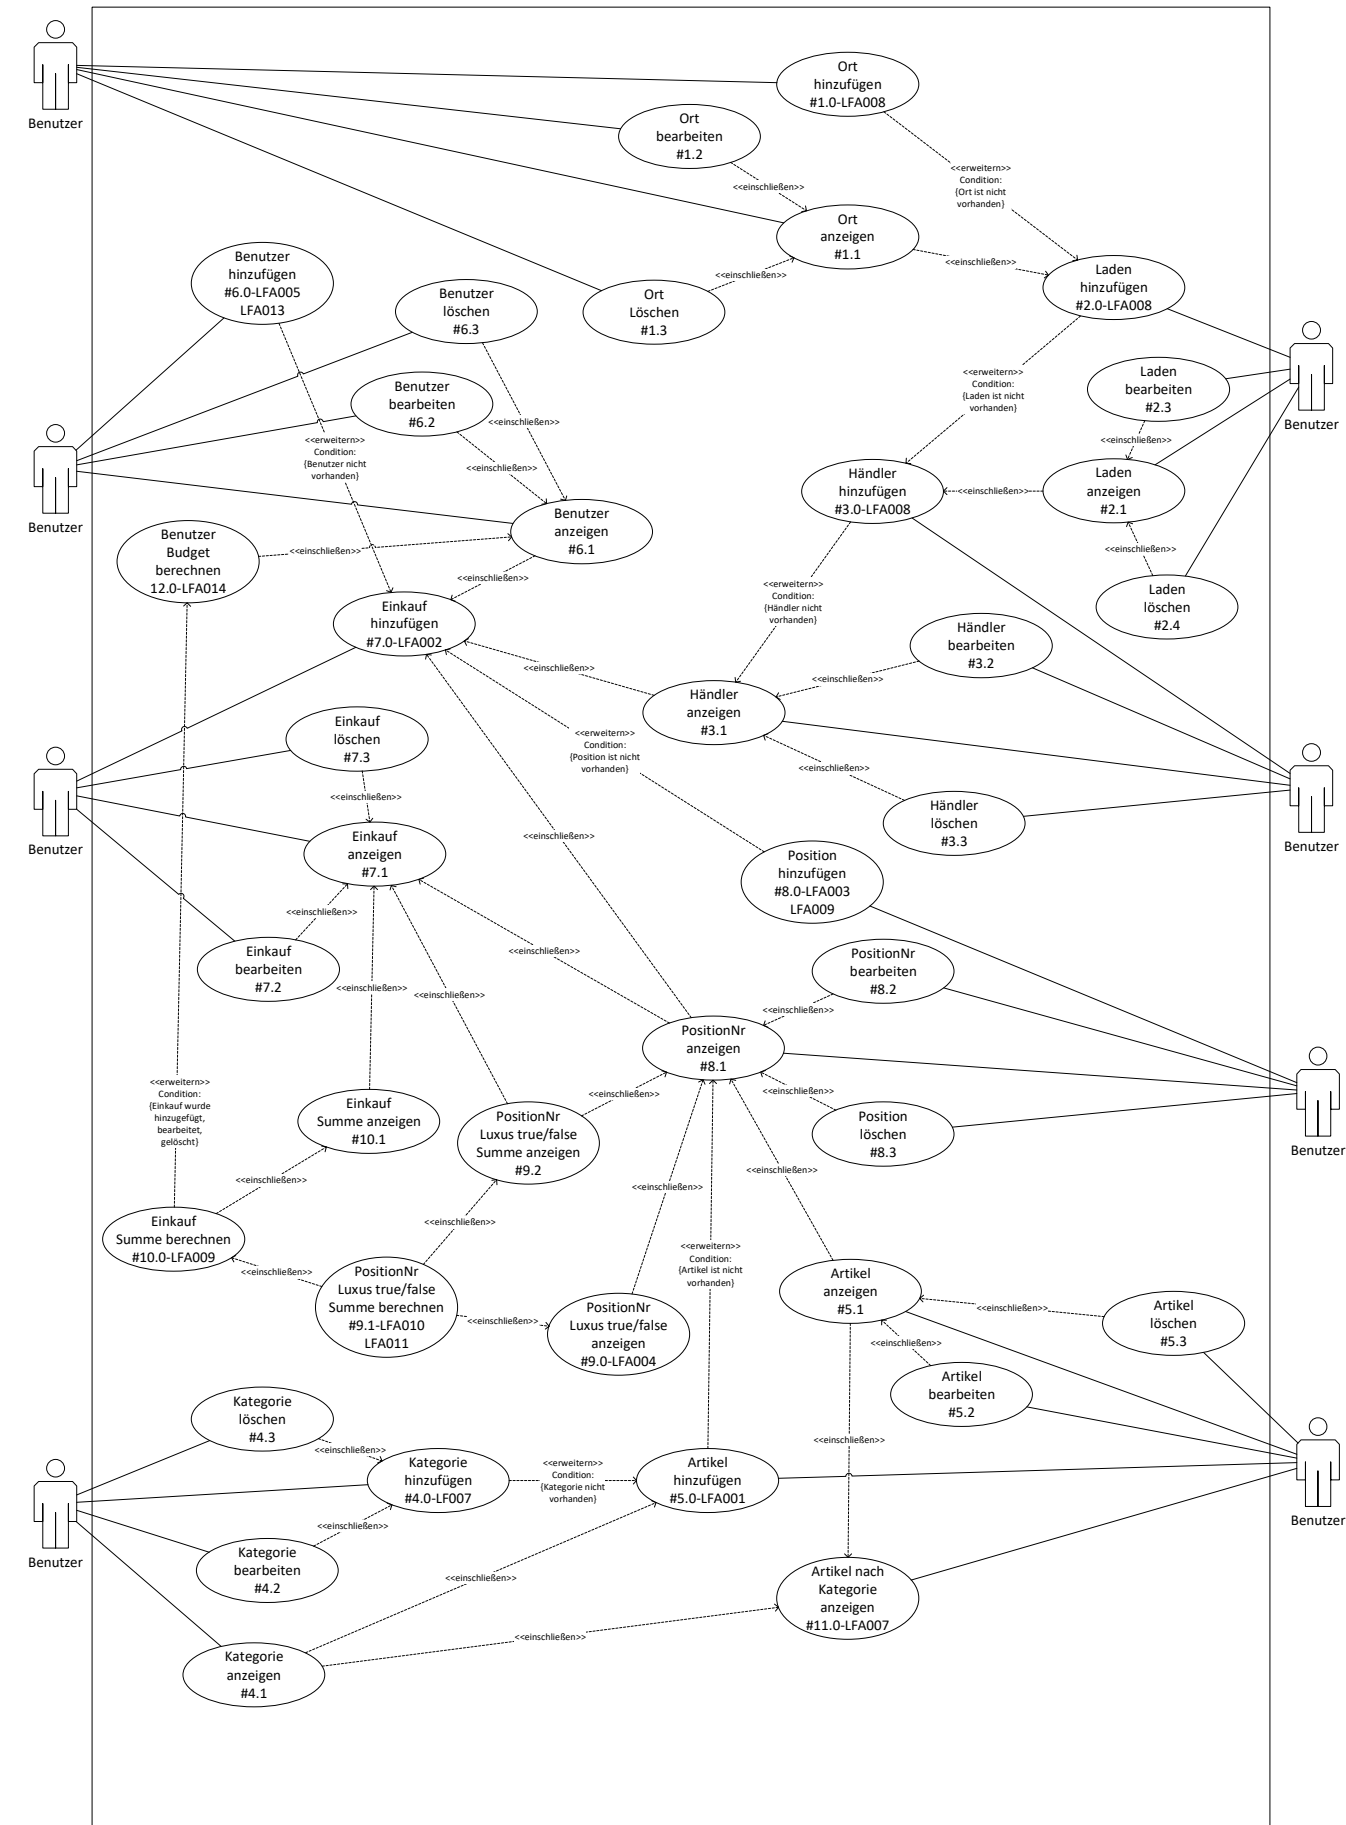 Benutzer
Ort
hinzufügen
#1.0-LFA008
Ort
bearbeiten
#1.2
<<erweitern>>
Condition:
{Ort ist nicht
vorhanden}
<<einschließen>>
Ort
anzeigen
#1.1
<<einschließen>>
<<einschließen>>
Ort
Löschen
#1.3
Laden
hinzufügen
#2.0-LFA008
Benutzer
hinzufügen
#6.0-LFA005
LFA013
Benutzer
löschen
#6.3
Benutzer
bearbeiten
#6.2
<<erweitern>>
Condition:
{Laden ist nicht
vorhanden}
Laden
bearbeiten
#2.3
Benutzer
<<einschließen>>
<<erweitern>>
Condition:
{Benutzer nicht
vorhanden}
<<einschließen>>
<<einschließen>>
Händler
hinzufügen
#3.0-LFA008
<<einschließen>>
Laden
anzeigen
#2.1
Benutzer
Benutzer
anzeigen
#6.1
Benutzer
Budget
berechnen
12.0-LFA014
<<einschließen>>
<<einschließen>>
<<einschließen>>
Laden
löschen
#2.4
<<erweitern>>
Condition:
{Händler nicht
vorhanden}
Einkauf
hinzufügen
#7.0-LFA002
Händler
bearbeiten
#3.2
<<einschließen>>
<<einschließen>>
Händler
anzeigen
#3.1
Einkauf
löschen
#7.3
<<erweitern>>
Condition:
{Position ist nicht
vorhanden}
<<einschließen>>
<<einschließen>>
Händler
löschen
#3.3
Benutzer
Benutzer
Einkauf
anzeigen
#7.1
<<einschließen>>
Position
hinzufügen
#8.0-LFA003
LFA009
<<einschließen>>
Einkauf
bearbeiten
#7.2
<<einschließen>>
PositionNr
bearbeiten
#8.2
<<einschließen>>
<<einschließen>>
<<einschließen>>
PositionNr
anzeigen
#8.1
<<erweitern>>
Condition:
{Einkauf wurde
hinzugefügt,
bearbeitet,
gelöscht}
Einkauf
Summe anzeigen
#10.1
PositionNr
Luxus true/false
Summe anzeigen
#9.2
<<einschließen>>
<<einschließen>>
Position
löschen
#8.3
Benutzer
<<einschließen>>
<<einschließen>>
<<einschließen>>
Einkauf
Summe berechnen
#10.0-LFA009
<<einschließen>>
<<einschließen>>
PositionNr
Luxus true/false
Summe berechnen
#9.1-LFA010
LFA011
<<einschließen>>
PositionNr
Luxus true/false
anzeigen
#9.0-LFA004
<<erweitern>>
Condition:
{Artikel ist nicht
vorhanden}
Artikel
anzeigen
#5.1
<<einschließen>>
Artikel
löschen
#5.3
<<einschließen>>
Artikel
bearbeiten
#5.2
Kategorie
löschen
#4.3
<<einschließen>>
<<einschließen>>
Kategorie
hinzufügen
#4.0-LF007
<<erweitern>>
Condition:
{Kategorie nicht
vorhanden}
Artikel
hinzufügen
#5.0-LFA001
Benutzer
<<einschließen>>
Kategorie
bearbeiten
#4.2
Benutzer
<<einschließen>>
Artikel nach
Kategorie
anzeigen
#11.0-LFA007
<<einschließen>>
Kategorie
anzeigen
#4.1